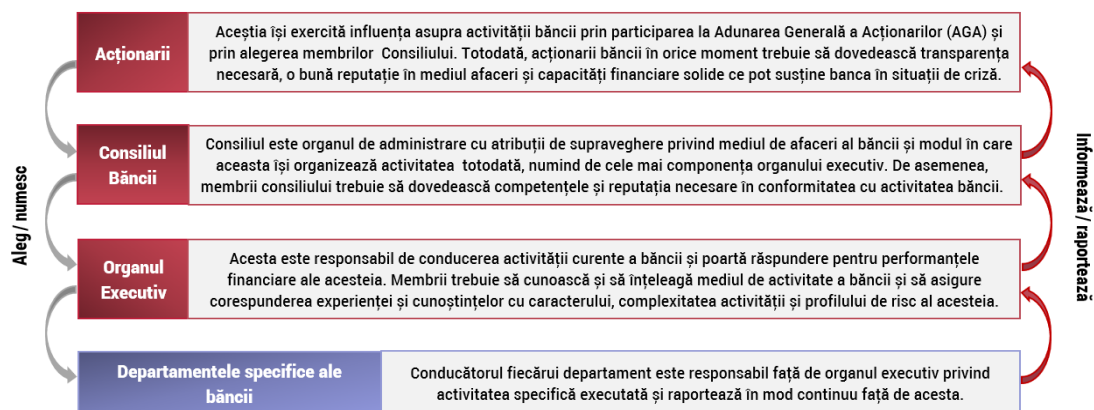 Acționarii
Aceștia își exercită influența asupra activității băncii prin participarea la Adunarea Generală a Acționarilor (AGA) și
prin alegerea membrilor Consiliului. Totodată, acționarii băncii în orice moment trebuie să dovedească transparența
necesară, o bună reputație în mediul afaceri și capacități financiare solide ce pot susține banca în situații de criză.
Consiliul
Băncii
Consiliul este organul de administrare cu atribuții de supraveghere privind mediul de afaceri al băncii și modul în care
aceasta își organizează activitatea totodată, numind de cele mai componența organului executiv. De asemenea,
membrii consiliului trebuie să dovedească competențele și reputația necesare în conformitatea cu activitatea băncii.
Organul
Executiv
Acesta este responsabil de conducerea activității curente a băncii și poartă răspundere pentru performanțele
financiare ale acesteia. Membrii trebuie să cunoască și să înțeleagă mediul de activitate a băncii și să asigure
corespunderea experienței și cunoștințelor cu caracterului, complexitatea activității și profilului de risc al acesteia.
Departamentele specifice ale
băncii
Conducătorul fiecărui departament este responsabil față de organul executiv privind
activitatea specifică executată și raportează în mod continuu față de acesta.
Aleg / numesc
Informează / raportează